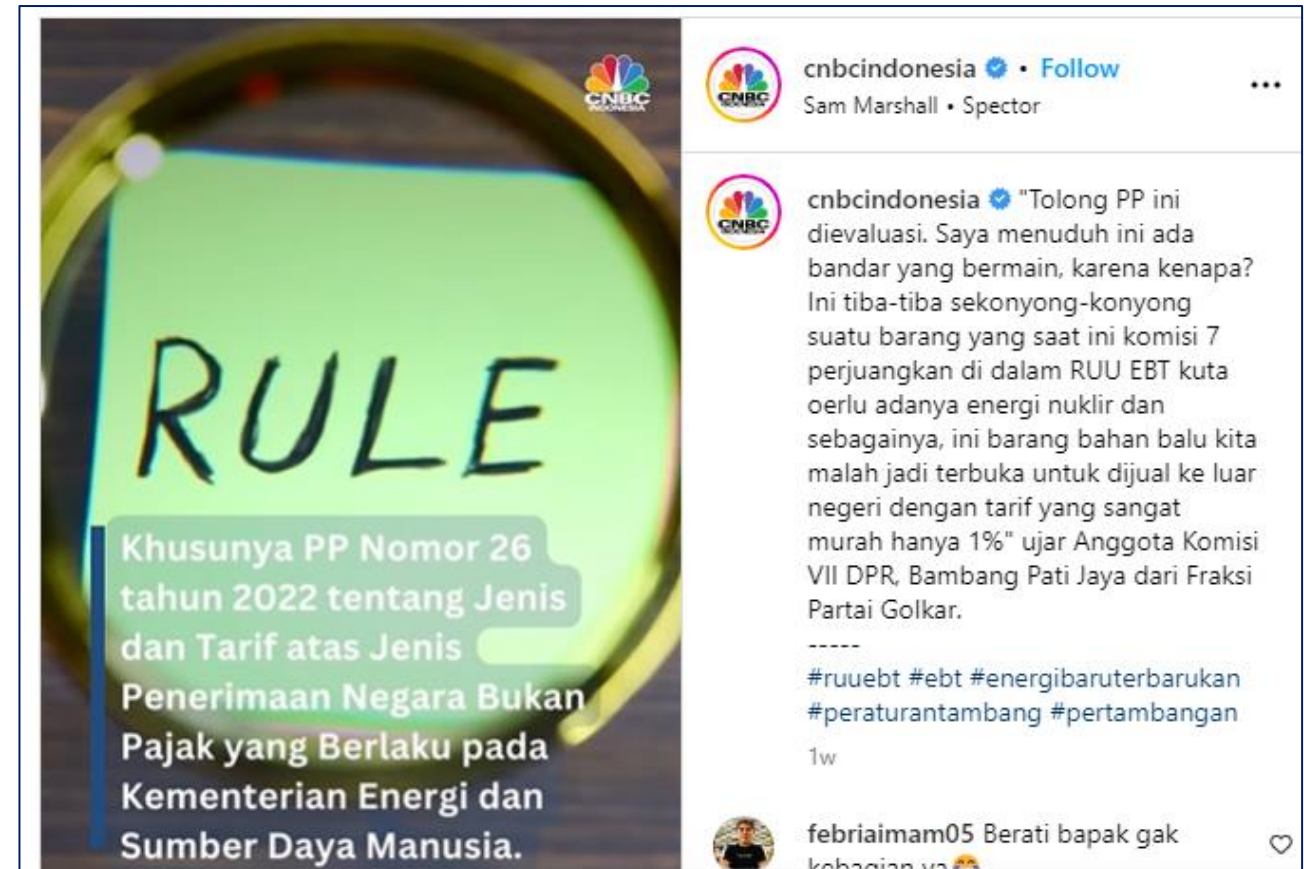 CNBC
INDONESIA
RULE
Khusunya PP Nomor 26
tahun 2022 tentang Jenis
dan Tarif atas Jenis
Penerimaan Negara Bukan
Pajak yang Berlaku pada
Kementerian Energi dan
Sumber Daya Manusia.
CNBC
cnbcindonesia • Follow
Sam Marshall • Spector
CNBC
cnbcindonesia "Tolong PP ini
dievaluasi. Saya menuduh ini ada
bandar yang bermain, karena kenapa?
Ini tiba-tiba sekonyong-konyong
suatu barang yang saat ini komisi 7
perjuangkan di dalam RUU EBT kuta
oerlu adanya energi nuklir dan
sebagainya, ini barang bahan balu kita
malah jadi terbuka untuk dijual ke luar
negeri dengan tarif yang sangat
murah hanya 1%" ujar Anggota Komisi
VII DPR, Bambang Pati Jaya dari Fraksi
Partai Golkar.
-----
#ruuebt #ebt #energibaruterbarukan
#peraturantambang #pertambangan
1w
febriaimam05 Berati bapak gak
kebagian ya😂